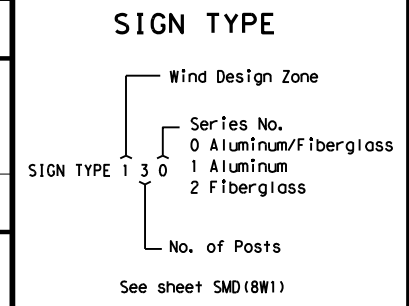 SIGN TYPE
Wind Design Zone
Series No.
0 Aluminum/Fiberglass
SIGN TYPE 1 3 0
1 Aluminum
2 Fiberglass
No. of Posts
See sheet SMD(8W1)